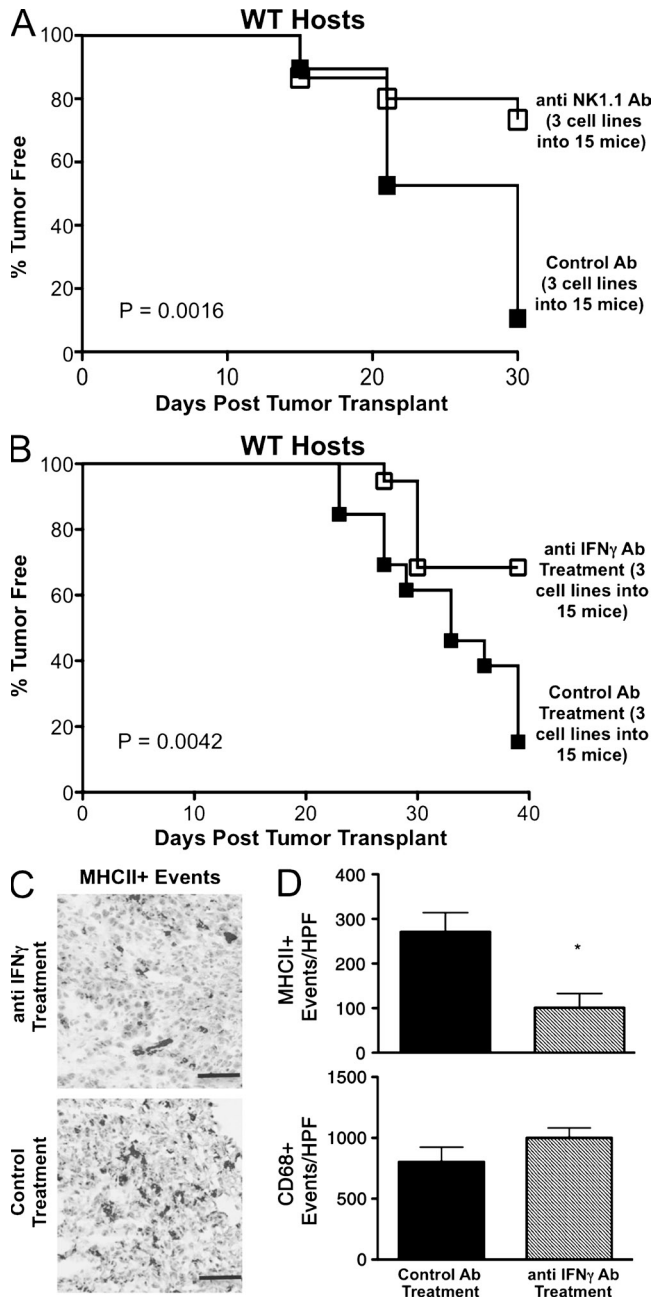 A
WT Hosts
% Tumor Free
100
80
60
40
20
0
0
10
20
30
Days Post Tumor Transplant
P = 0.0016
anti NK1.1 Ab
(3 cell lines
into 15 mice)
Control Ab
(3 cell lines
into 15 mice)
B
WT Hosts
% Tumor Free
100
80
60
40
20
0
0
10
20
30
40
Days Post Tumor Transplant
P = 0.0042
anti IFNγ Ab
Treatment (3
cell lines into
15 mice)
Control Ab
Treatment (3
cell lines into
15 mice)
C
MHCII+ Events
anti IFNγ
Treatment
Control
Treatment
D
MHCII+
Events/HPF
400
300
200
100
0
*
CD68+
Events/HPF
1500
1000
500
0
Control Ab
Treatment
anti IFNγ Ab
Treatment